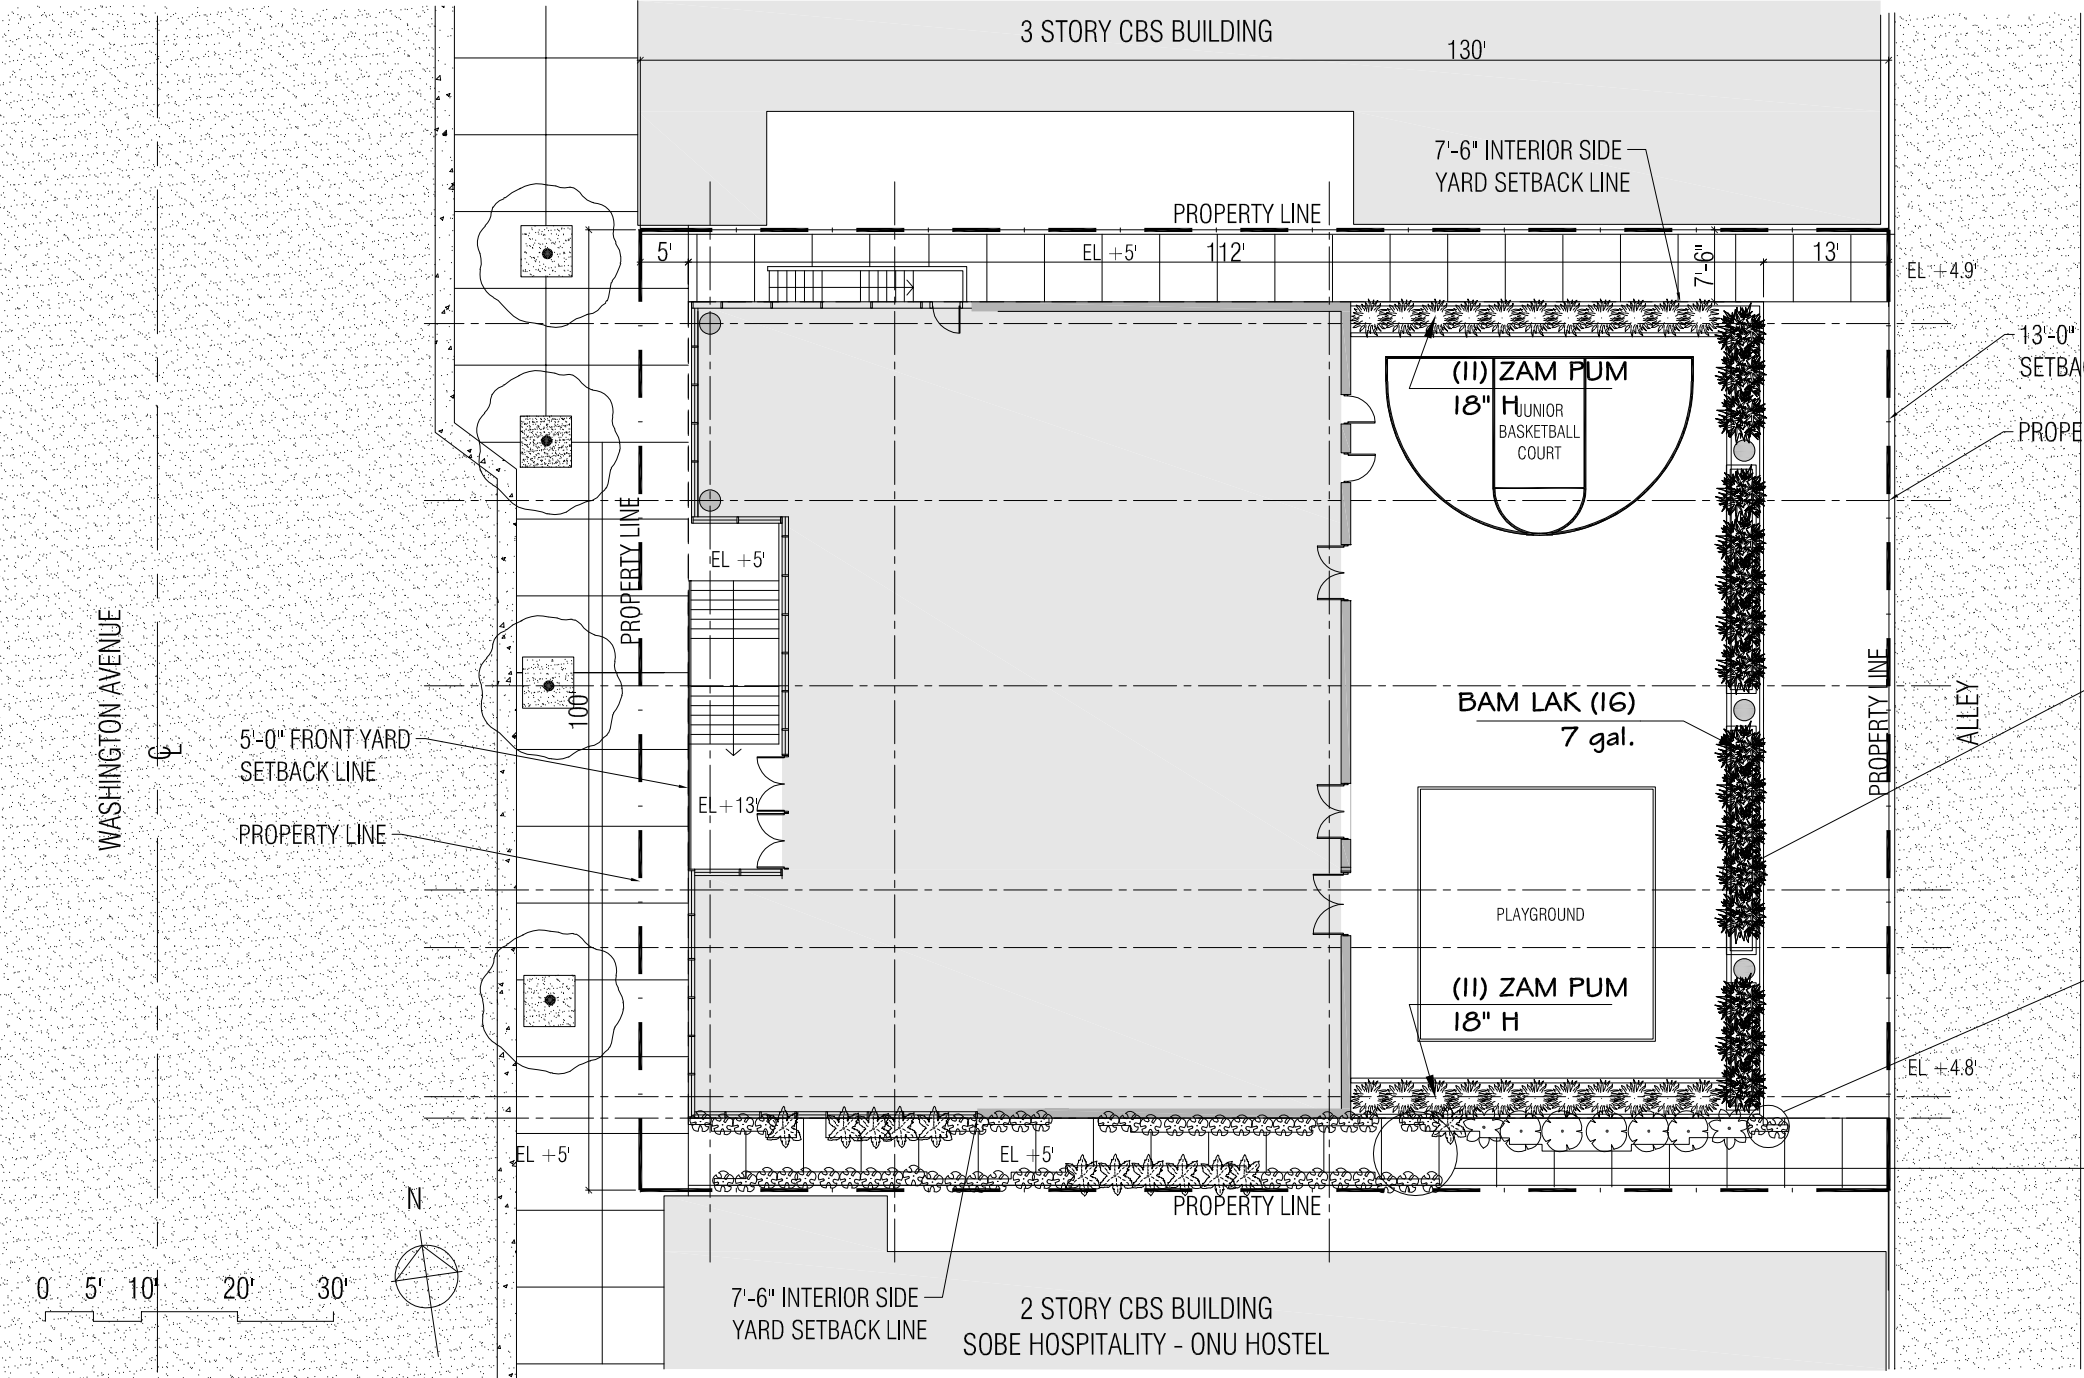 3 STORY CBS BUILDING
130'
7'-6" INTERIOR SIDE
YARD SETBACK LINE
PROPERTY LINE
5'
EL +5'
112'
7'-6"
13'
EL +4.9'
13'-0"
SETBA
PROPE
(11) ZAM PUM
18" H
JUNIOR
BASKETBALL
COURT
PROPERTY LINE
EL +5'
WASHINGTON AVENUE
CL
100'
5'-0" FRONT YARD
SETBACK LINE
PROPERTY LINE
EL +13'
BAM LAK (16)
7 gal.
PROPERTY LINE
ALLEY
PLAYGROUND
(11) ZAM PUM
18" H
EL +4.8'
EL +5'
EL +5'
PROPERTY LINE
N
0 5' 10' 20' 30'
7'-6" INTERIOR SIDE
YARD SETBACK LINE
2 STORY CBS BUILDING
SOBE HOSPITALITY - ONU HOSTEL